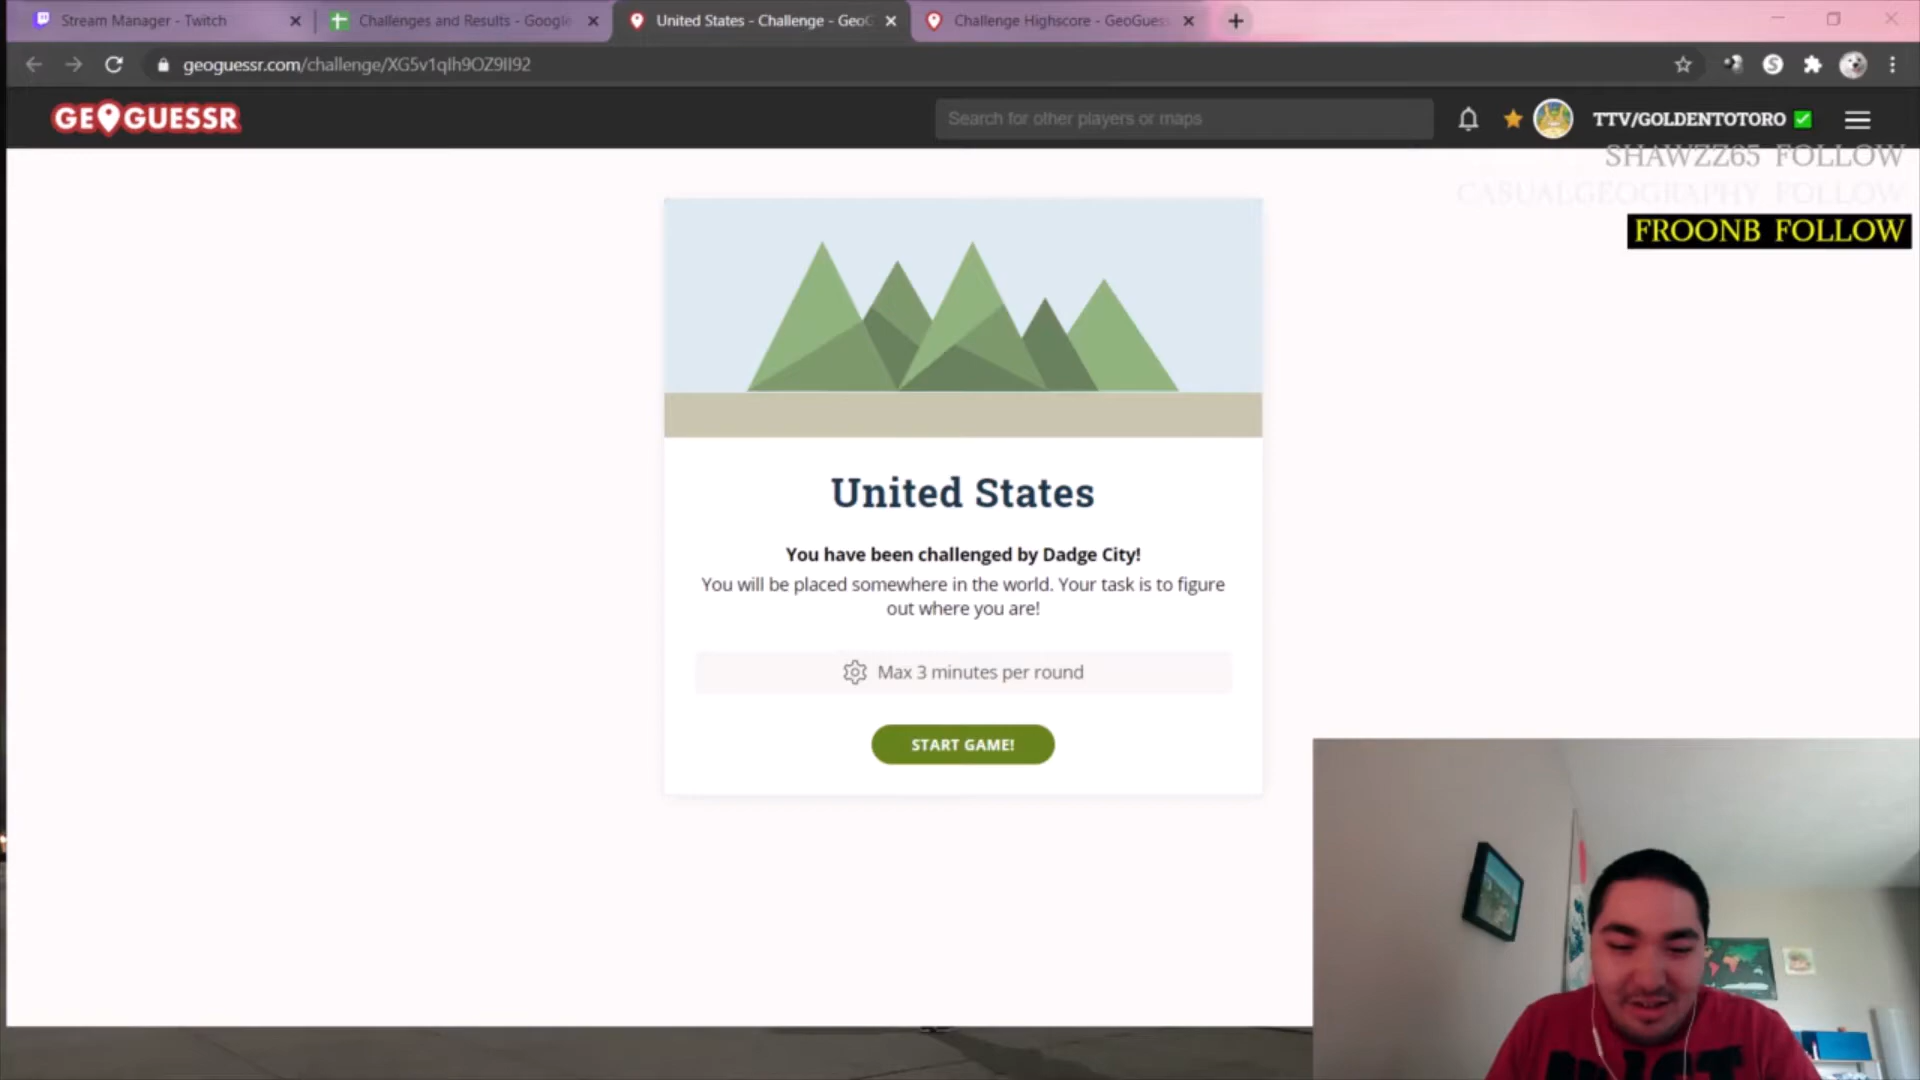 Stream Manager - Twitch
Challenges and Results - Google
United States - Challenge - GeoG
Challenge Highscore - GeoGuess
geoguessr.com/challenge/XG5v1qlh9OZ9II92
GEOGUESSR
Search for other players or maps
TTV/GOLDENTOTORO
SHAWZZ65 FOLLOW
CASUALGEOGRAPHY FOLLOW
FROONB FOLLOW
United States
You have been challenged by Dadge City!
You will be placed somewhere in the world. Your task is to figure
out where you are!
Max 3 minutes per round
START GAME!